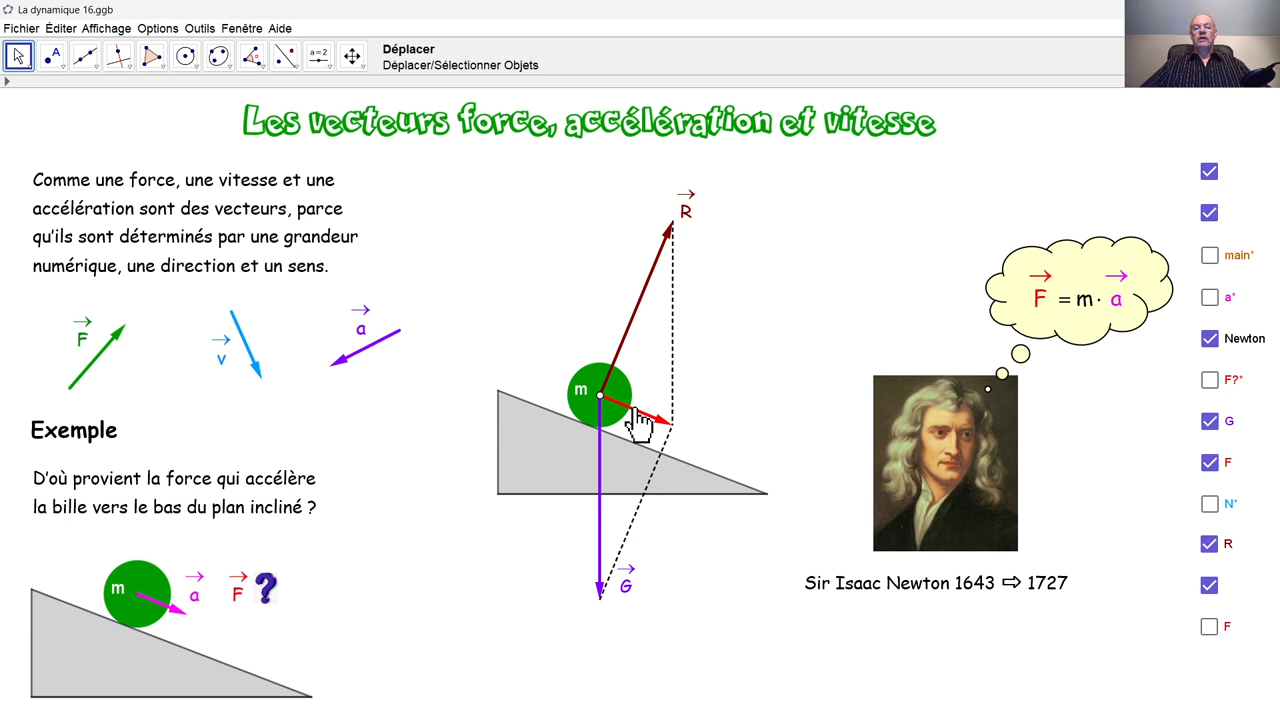 La dynamique 16.ggb
Fichier Éditer Affichage Options Outils Fenêtre Aide
A
a=2
Déplacer
Déplacer/Sélectionner Objets
Les vecteurs force, accélération et vitesse
Comme une force, une vitesse et une
accélération sont des vecteurs, parce
qu'ils sont déterminés par une grandeur
numérique, une direction et un sens.
F
v
a
Exemple
D'où provient la force qui accélère
la bille vers le bas du plan incliné ?
m
a
F
?
R
m
G
F = m · a
Sir Isaac Newton 1643 ⇨ 1727
main*
a*
Newton
F?*
G
F
N*
R
F